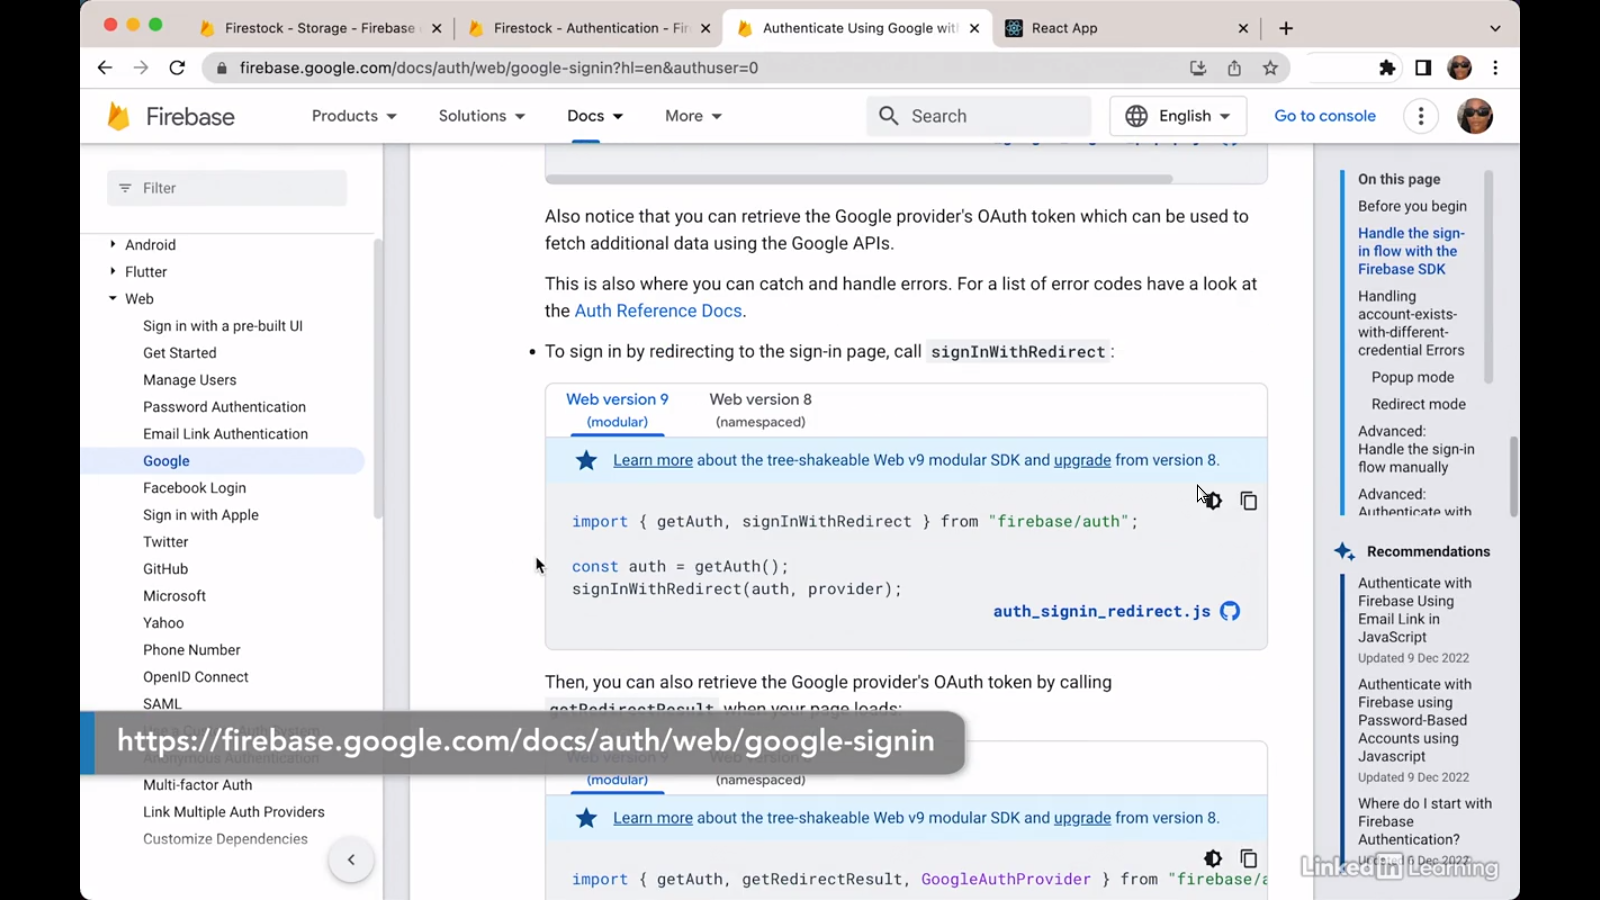 Firestock - Storage - Firebase
Firestock - Authentication - Fir
Authenticate Using Google with
React App
firebase.google.com/docs/auth/web/google-signin?hl=en&authuser=0
Firebase
Products
Solutions
Docs
More
Search
English
Go to console
Filter
Android
Flutter
Web
Sign in with a pre-built UI
Get Started
Manage Users
Password Authentication
Email Link Authentication
Google
Facebook Login
Sign in with Apple
Twitter
GitHub
Microsoft
Yahoo
Phone Number
OpenID Connect
SAML
Anonymous Authentication
Multi-factor Auth
Link Multiple Auth Providers
Customize Dependencies
Also notice that you can retrieve the Google provider's OAuth token which can be used to
fetch additional data using the Google APIs.
This is also where you can catch and handle errors. For a list of error codes have a look at
the Auth Reference Docs.
• To sign in by redirecting to the sign-in page, call signInWithRedirect:
Web version 9
(modular)
Web version 8
(namespaced)
Learn more about the tree-shakeable Web v9 modular SDK and upgrade from version 8.
import { getAuth, signInWithRedirect } from "firebase/auth";
const auth = getAuth();
signInWithRedirect(auth, provider);
auth_signin_redirect.js
Then, you can also retrieve the Google provider's OAuth token by calling
getRedirectResult when your page loads:
https://firebase.google.com/docs/auth/web/google-signin
Web version 9
(modular)
Web version 8
(namespaced)
Learn more about the tree-shakeable Web v9 modular SDK and upgrade from version 8.
import { getAuth, getRedirectResult, GoogleAuthProvider } from "firebase/a
On this page
Before you begin
Handle the sign-
in flow with the
Firebase SDK
Handling
account-exists-
with-different-
credential Errors
Popup mode
Redirect mode
Advanced:
Handle the sign-in
flow manually
Advanced:
Authenticate with
Recommendations
Authenticate with
Firebase Using
Email Link in
JavaScript
Updated 9 Dec 2022
Authenticate with
Firebase using
Password-Based
Accounts using
Javascript
Updated 9 Dec 2022
Where do I start with
Firebase
Authentication?
Updated 6 Dec 2022
LinkedIn Learning